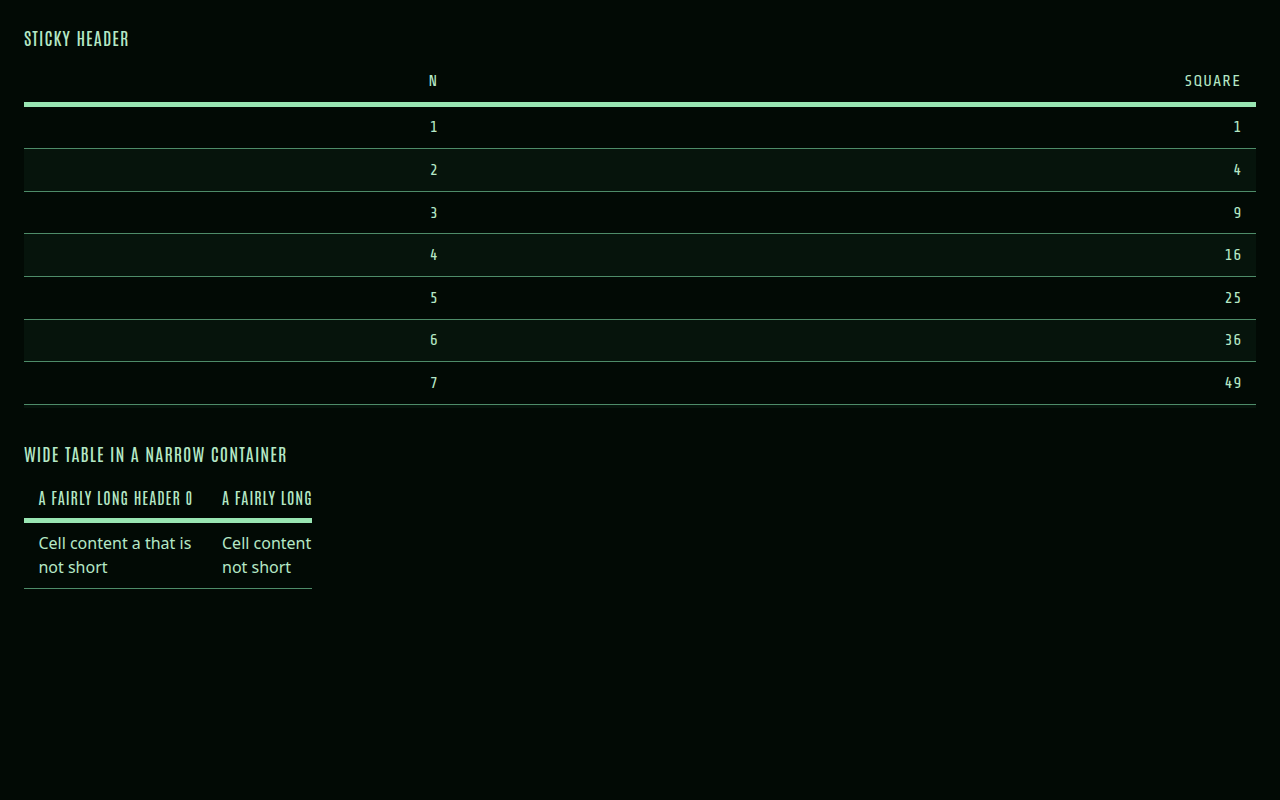 STICKY HEADER
N SQUARE
1 1
2 4
3 9
4 16
5 25
6 36
7 49
WIDE TABLE IN A NARROW CONTAINER
A FAIRLY LONG HEADER 0 A FAIRLY LONG
Cell content a that is Cell content
not short not short